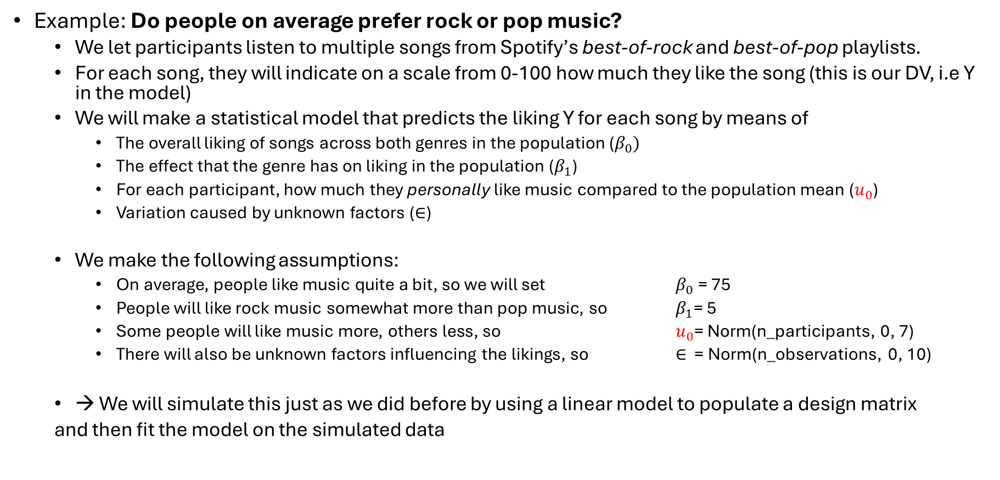 • Example: Do people on average prefer rock or pop music?
• We let participants listen to multiple songs from Spotify’s best-of-rock and best-of-pop playlists.
• For each song, they will indicate on a scale from 0-100 how much they like the song (this is our DV, i.e Y
in the model)
• We will make a statistical model that predicts the liking Y for each song by means of
• The overall liking of songs across both genres in the population (β₀)
• The effect that the genre has on liking in the population (β₁)
• For each participant, how much they personally like music compared to the population mean (u₀)
• Variation caused by unknown factors (∈)
• We make the following assumptions:
• On average, people like music quite a bit, so we will set β₀ = 75
• People will like rock music somewhat more than pop music, so β₁= 5
• Some people will like music more, others less, so u₀= Norm(n_participants, 0, 7)
• There will also be unknown factors influencing the likings, so ∈ = Norm(n_observations, 0, 10)
• → We will simulate this just as we did before by using a linear model to populate a design matrix
and then fit the model on the simulated data